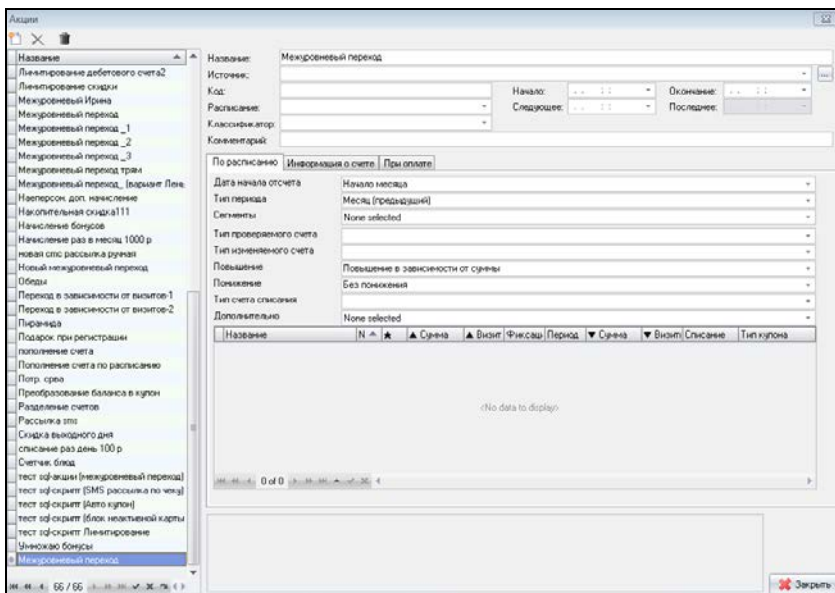 Акции
Название
Лимитирование дебетового счета2
Лимитирование скидки
Межуровневый Ирина
Межуровневый переход
Межуровневый переход _1
Межуровневый переход _2
Межуровневый переход _3
Межуровневый переход трям
Межуровневый переход_ (вариант Лене
Наеперсон. доп. начисление
Накопительная скидка111
Начисление бонусов
Начисление раз в месяц 1000 р
новая смс рассылка ручная
Новый межуровневый переход
Обеды
Переход в зависимости от визитов-1
Переход в зависимости от визитов-2
Пирамида
Подарок при регистрации
пополнение счета
Пополнение счета по расписанию
Потр. срва
Преобразование баланса в купон
Разделение счетов
Рассылка sms
Скидка выходного дня
списание раз день 100 р
Счетчик блюд
тест sql-акции (межуровневый переход)
тест sql-скрипт (SMS рассылка по чеку)
тест sql-скрипт (Авто купон)
тест sql-скрипт (блок неактивной карты
тест sql-скрипт Лимитирование
Умножаю бонусы
Межуровневый переход
66 / 66
Название: Межуровневый переход
Источник:
Код: Начало: Окончание:
Расписание: Следующее: Последнее:
Классификатор:
Комментарий:
По расписанию Информация о счете При оплате
Дата начала отсчета Начало месяца
Тип периода Месяц (предыдущий)
Сегменты None selected
Тип проверяемого счета
Тип изменяемого счета
Повышение Повышение в зависимости от суммы
Понижение Без понижения
Тип счета списания
Дополнительно None selected
Название N ★ ▲ Сумма ▲ Визит Фиксаци Период ▼ Сумма ▼ Визит Списание Тип купона
<No data to display>
0 of 0
Закрыть